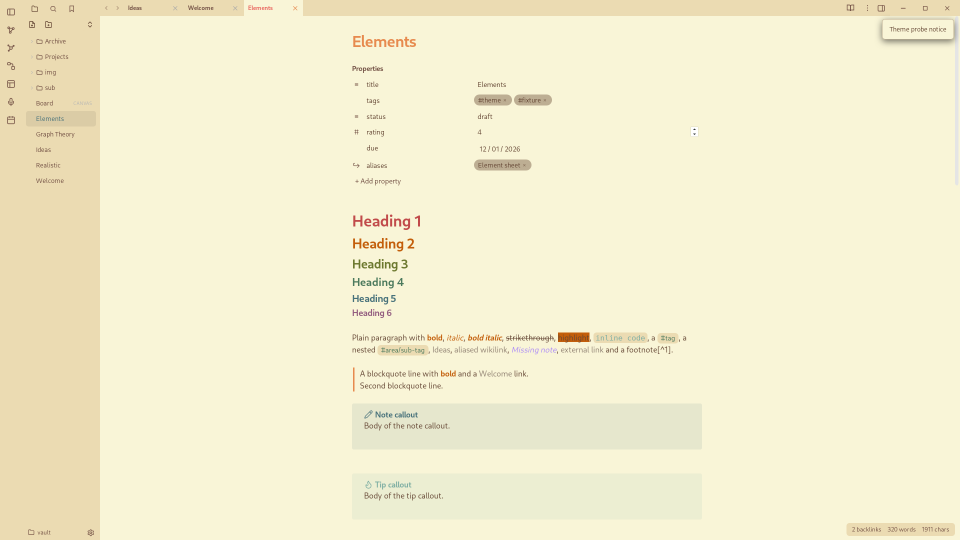 Ideas
Welcome
Elements
Theme probe notice
Archive
Projects
img
sub
Board CANVAS
Elements
Graph Theory
Ideas
Realistic
Welcome
vault
Elements
Properties
title Elements
tags #theme × #fixture ×
status draft
rating 4
due 12/01/2026
aliases Element sheet ×
+ Add property
Heading 1
Heading 2
Heading 3
Heading 4
Heading 5
Heading 6
Plain paragraph with bold, italic, bold italic, strikethrough, highlight, inline code, a #tag, a
nested #area/sub-tag, Ideas, aliased wikilink, Missing note, external link and a footnote[^1].
A blockquote line with bold and a Welcome link.
Second blockquote line.
Note callout
Body of the note callout.
Tip callout
Body of the tip callout.
2 backlinks 320 words 1911 chars